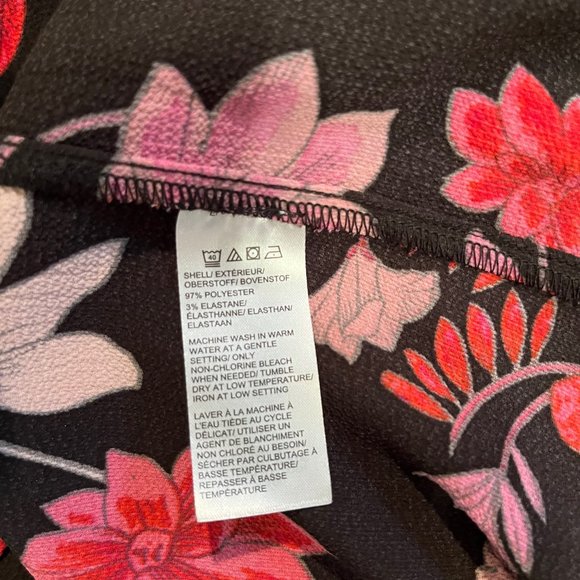 40
SHELL/ EXTÉRIEUR/
OBERSTOFF/ BOVENSTOF
97% POLYESTER
3% ELASTANE/
ÉLASTHANNE/ ELASTHAN/
ELASTAAN
MACHINE WASH IN WARM
WATER AT A GENTLE
SETTING/ ONLY
NON-CHLORINE BLEACH
WHEN NEEDED/ TUMBLE
DRY AT LOW TEMPERATURE/
IRON AT LOW SETTING
LAVER À LA MACHINE À
L'EAU TIÈDE AU CYCLE
DÉLICAT/ UTILISER UN
AGENT DE BLANCHIMENT
NON CHLORÉ AU BESOIN/
SÉCHER PAR CULBUTAGE À
BASSE TEMPÉRATURE/
REPASSER À BASSE
TEMPÉRATURE